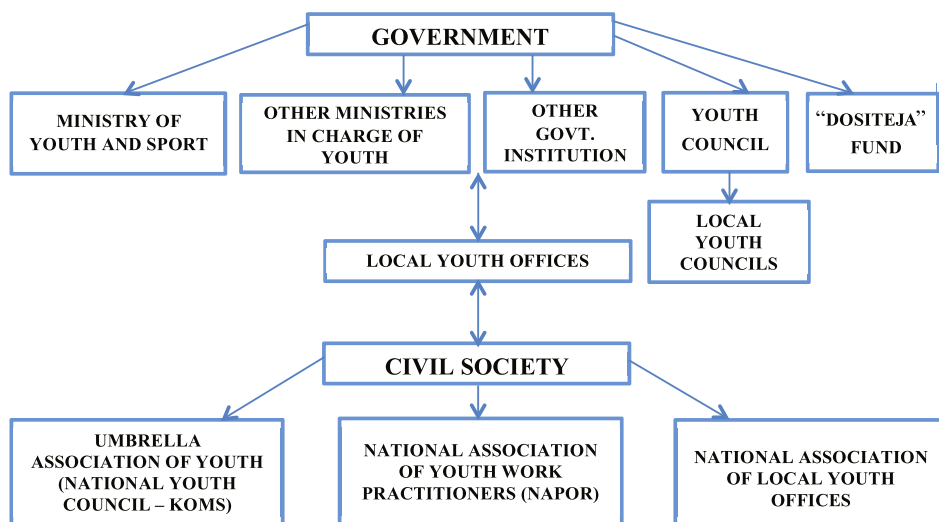 GOVERNMENT
MINISTRY OF
YOUTH AND SPORT
OTHER MINISTRIES
IN CHARGE OF
YOUTH
OTHER
GOVT.
INSTITUTION
YOUTH
COUNCIL
“DOSITEJA”
FUND
LOCAL
YOUTH
COUNCILS
LOCAL YOUTH OFFICES
CIVIL SOCIETY
UMBRELLA
ASSOCIATION OF YOUTH
(NATIONAL YOUTH
COUNCIL – KOMS)
NATIONAL ASSOCIATION
OF YOUTH WORK
PRACTITIONERS (NAPOR)
NATIONAL ASSOCIATION
OF LOCAL YOUTH
OFFICES